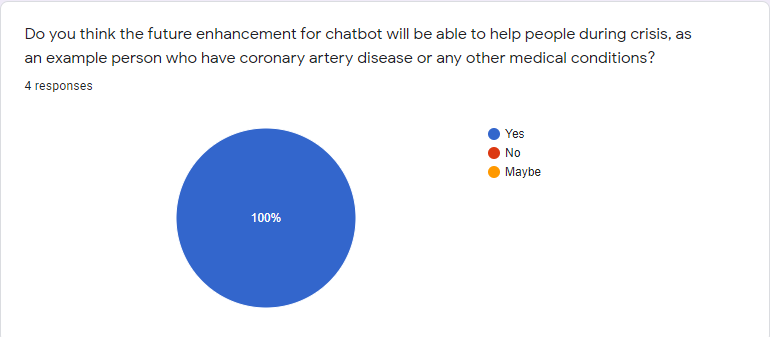 Do you think the future enhancement for chatbot will be able to help people during crisis, as
an example person who have coronary artery disease or any other medical conditions?
4 responses
Yes
No
Maybe
100%